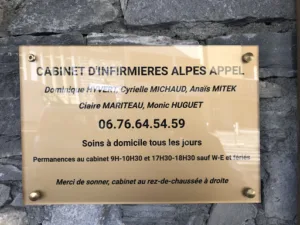 CABINET D'INFIRMIERES ALPES APPEL
Dominique Cyrielle MICHAUD, Anaïs MITEK
Claire MARITEAU, Monic HUGUET
06.76.64.54.59
Soins à domicile tous les jours
Permanences au cabinet 9H-10H30 et 17H30-18H30 sauf W-E et fériés
Merci de sonner, cabinet au rez-de-chaussée à droite